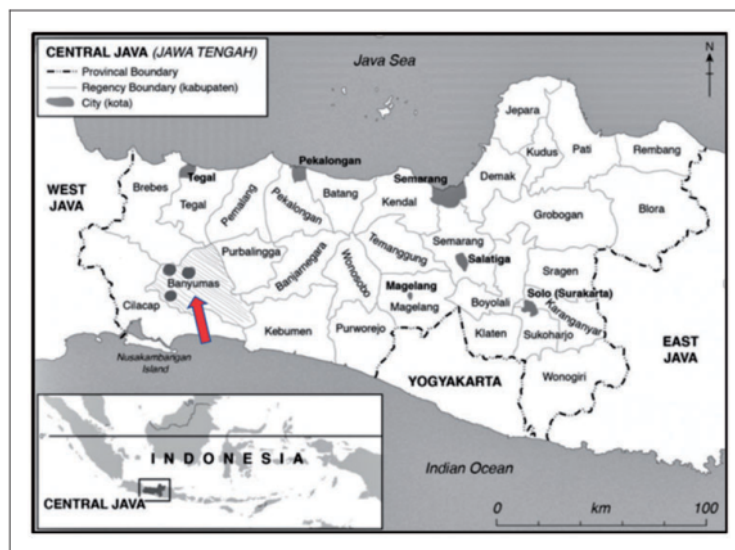 CENTRAL JAVA (JAWA TENGAH)
Provincal Boundary
Regency Boundary (kabupaten)
City (kota)
Java Sea
N
Jepara
Kudus
Pati
Rembang
WEST
JAVA
Brebes
Tegal
Tegal
Pemalang
Pekalongan
Pekalongan
Batang
Semarang
Kendal
Demak
Grobogan
Blora
Purbalingga
Banjarnegara
Wonosobo
Temanggung
Semarang
Salatiga
Banyumas
Cilacap
Magelang
Magelang
Boyolali
Sragen
Solo (Surakarta)
Karanganyar
Nusakambangan
Island
Kebumen
Purworejo
Klaten
Sukoharjo
EAST
JAVA
YOGYAKARTA
Wonogiri
INDONESIA
CENTRAL JAVA
Indian Ocean
0 km 100